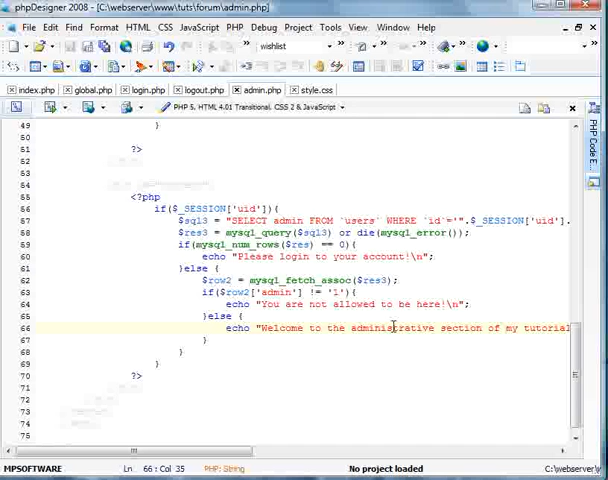 phpDesigner 2008 - [C:\webserver\www\tuts\forum\admin.php]
File Edit Find Format HTML CSS JavaScript PHP Debug Project Tools View Window Help
wishlist
index.php global.php login.php logout.php admin.php style.css
PHP 5, HTML 4.01 Transitional, CSS 2 & JavaScript
PHP Code E
49 }
50
51 ?>
52
53
54
55 <?php
56 if($_SESSION['uid']){
57 $sql3 = "SELECT admin FROM `users` WHERE `id`='".$_SESSION['uid'].
58 $res3 = mysql_query($sql3) or die(mysql_error());
59 if(mysql_num_rows($res) == 0){
60 echo "Please login to your account!\n";
61 }else {
62 $row2 = mysql_fetch_assoc($res3);
63 if($row2['admin'] != '1'){
64 echo "You are not allowed to be here!\n";
65 }else {
66 echo "Welcome to the administrative section of my tutorial
67 }
68 }
69 }
70 ?>
71
72
73
74
75
MPSOFTWARE Ln 66 : Col 35 PHP: String No project loaded C:\webserver\w